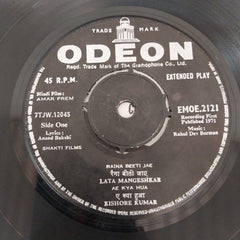 TRADE MARK
ODEON
Regd. Trade Mark of The Gramophone Co. Ltd.
45 R.P.M.
EXTENDED PLAY
Hindi Film:
AMAR PREM
EMOE.2121
7TJW.12045
Recording First
Published 1971
Side One
Lyrics:
Anand Bakshi
Music:
Rahul Dev Burman
SHAKTI FILMS
RAINA BEETI JAE
रैना बीती जाए
LATA MANGESHKAR
AE KYA HUA
ए क्या हुआ
KISHORE KUMAR